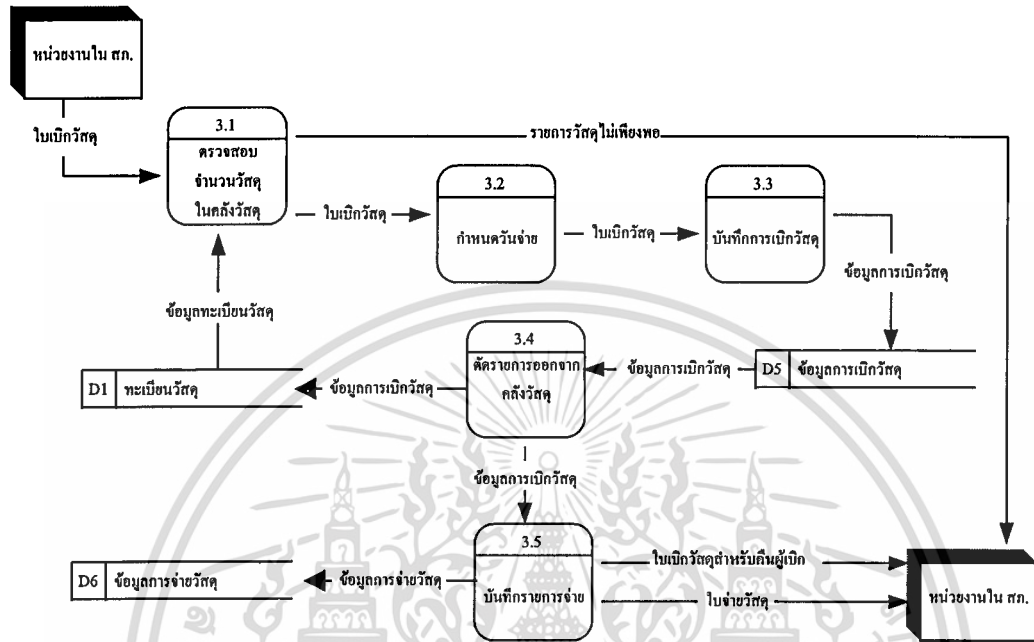 หน่วยงานใน สภ.
ใบเบิกวัสดุ
3.1
ตรวจสอบ
จำนวนวัสดุ
ในคลังวัสดุ
รายการวัสดุไม่เพียงพอ
ใบเบิกวัสดุ
3.2
กำหนดวันจ่าย
ใบเบิกวัสดุ
3.3
บันทึกการเบิกวัสดุ
ข้อมูลการเบิกวัสดุ
ข้อมูลทะเบียนวัสดุ
D1 ทะเบียนวัสดุ
ข้อมูลการเบิกวัสดุ
3.4
ตัดรายการออกจาก
คลังวัสดุ
ข้อมูลการเบิกวัสดุ
D5 ข้อมูลการเบิกวัสดุ
ข้อมูลการเบิกวัสดุ
D6 ข้อมูลการจ่ายวัสดุ
ข้อมูลการจ่ายวัสดุ
3.5
บันทึกรายการจ่าย
ใบเบิกวัสดุสำหรับคืนผู้เบิก
ใบจ่ายวัสดุ
หน่วยงานใน สภ.